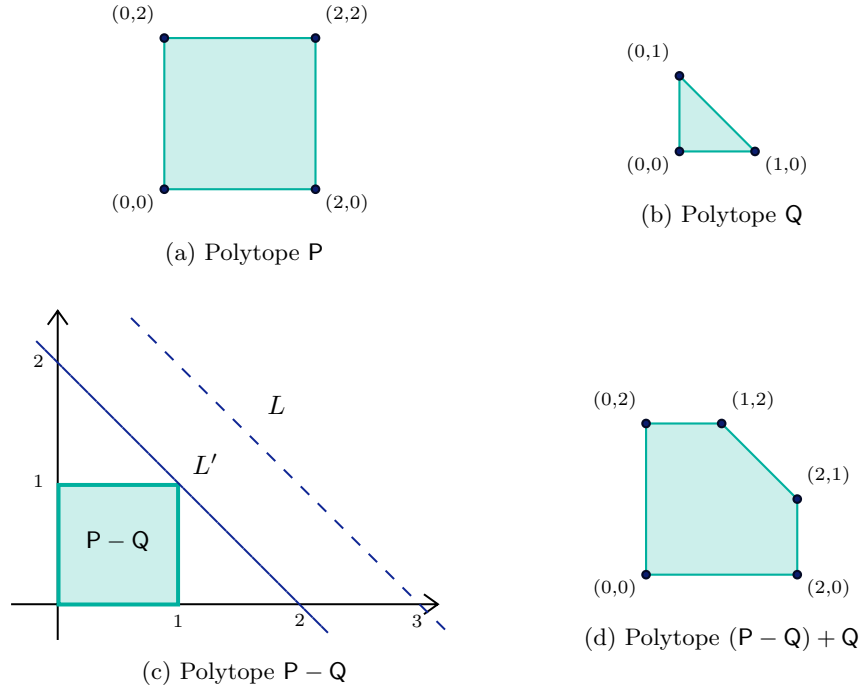 (0,2) (2,2)
(0,0) (2,0)
(a) Polytope P
(0,1)
(0,0) (1,0)
(b) Polytope Q
2
L
L′
1
P − Q
1 2 3
(c) Polytope P − Q
(0,2) (1,2)
(2,1)
(0,0) (2,0)
(d) Polytope (P − Q) + Q